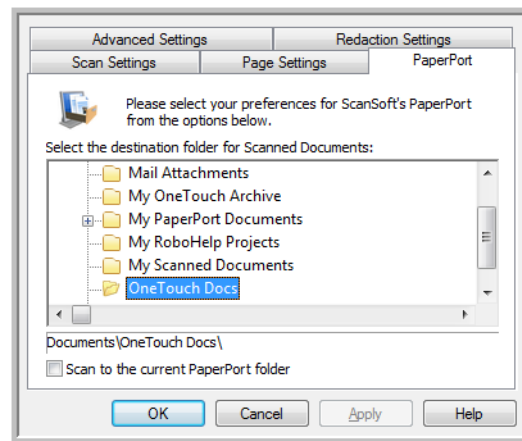 Advanced Settings Redaction Settings
Scan Settings Page Settings PaperPort
Please select your preferences for ScanSoft's PaperPort
from the options below.
Select the destination folder for Scanned Documents:
Mail Attachments
My OneTouch Archive
My PaperPort Documents
My RoboHelp Projects
My Scanned Documents
OneTouch Docs
Documents\OneTouch Docs\
Scan to the current PaperPort folder
OK Cancel Apply Help